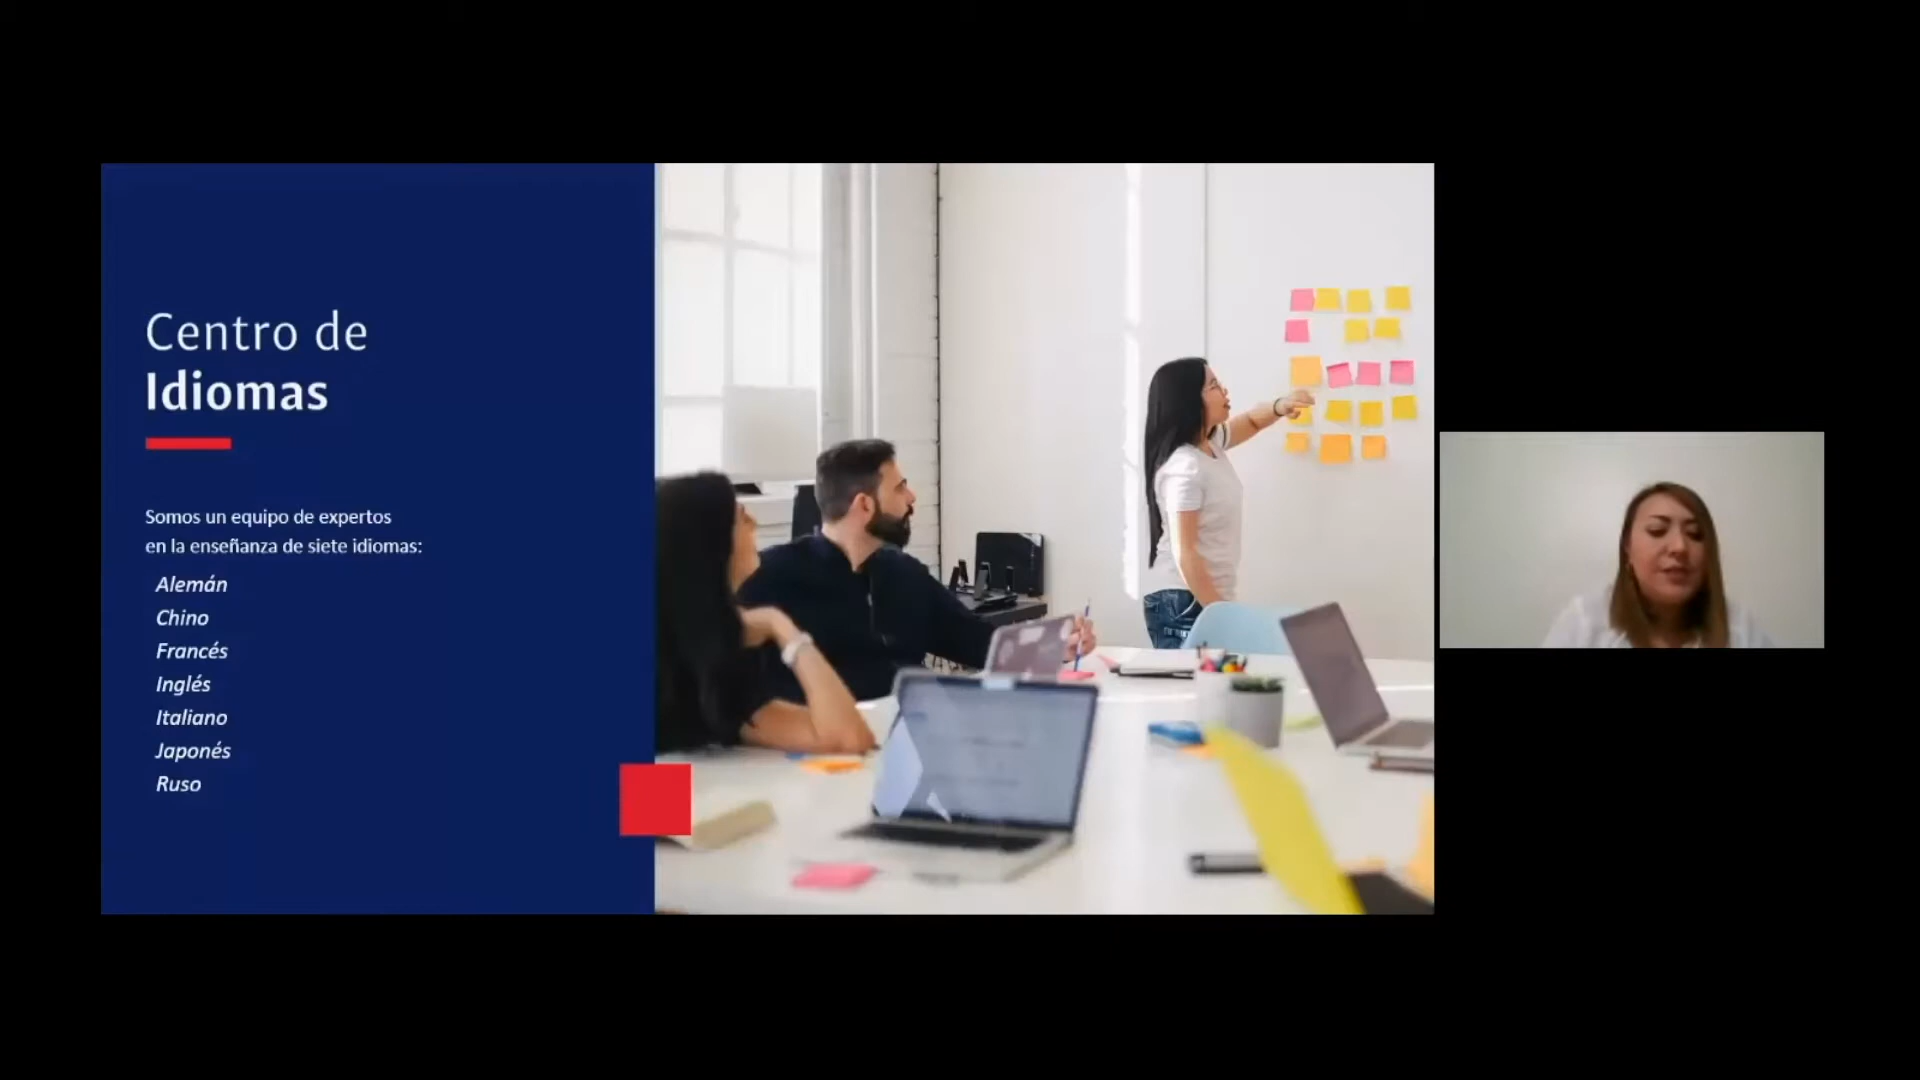 Centro de
Idiomas
Somos un equipo de expertos
en la enseñanza de siete idiomas:
Alemán
Chino
Francés
Inglés
Italiano
Japonés
Ruso